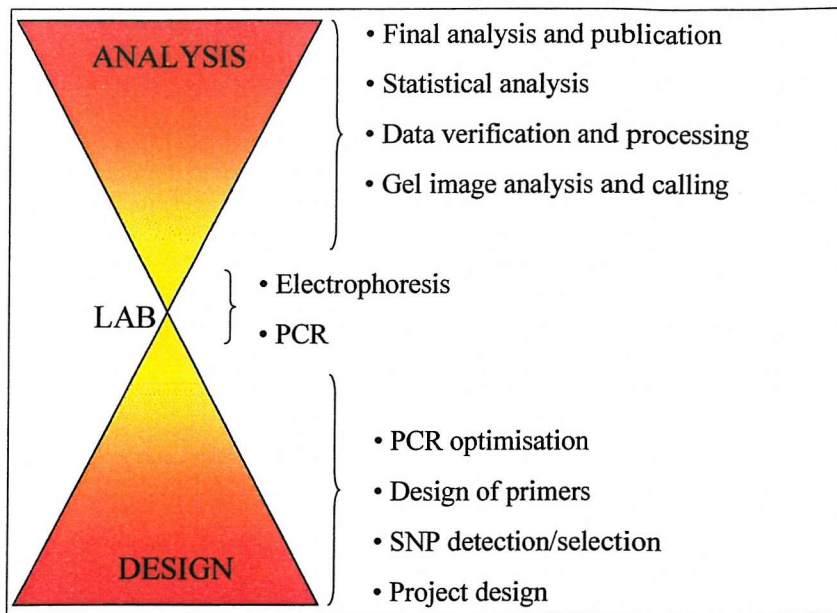 ANALYSIS
• Final analysis and publication
• Statistical analysis
• Data verification and processing
• Gel image analysis and calling
LAB
• Electrophoresis
• PCR
• PCR optimisation
• Design of primers
• SNP detection/selection
• Project design
DESIGN